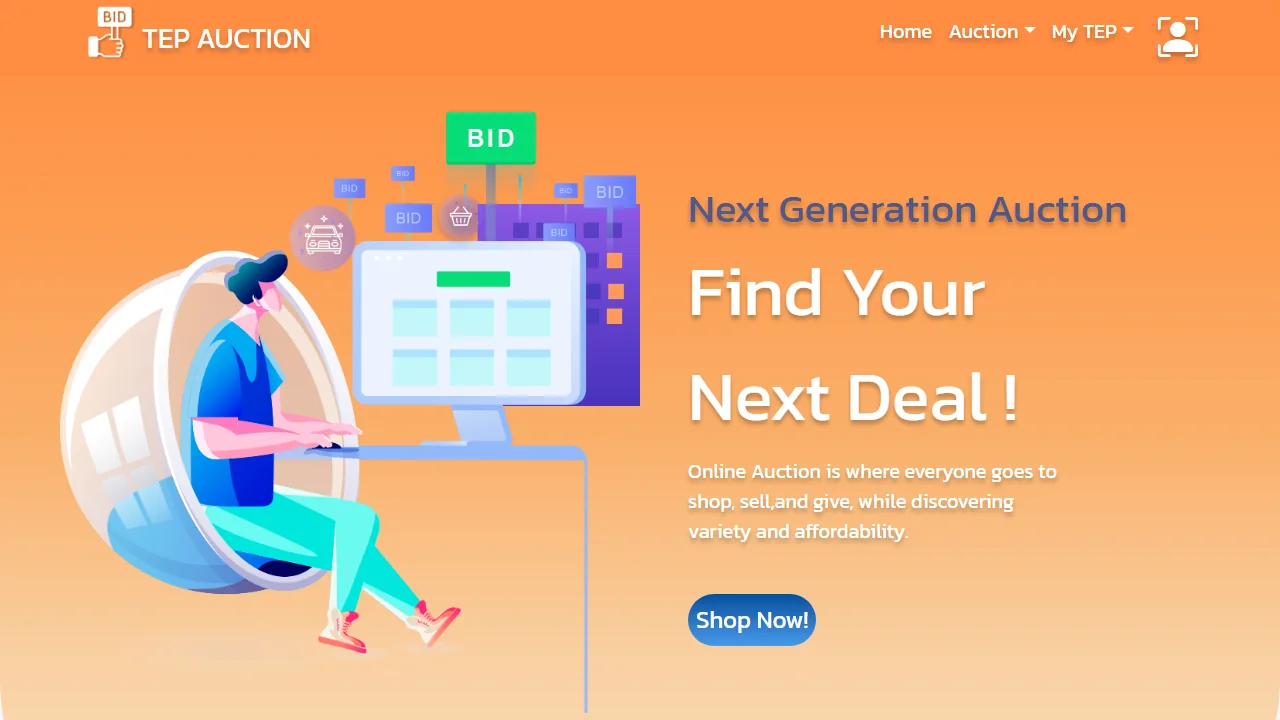 BID
TEP AUCTION
Home
Auction
My TEP
BID
BID
BID
BID
BID
BID
BID
Next Generation Auction
Find Your
Next Deal !
Online Auction is where everyone goes to
shop, sell,and give, while discovering
variety and affordability.
Shop Now!